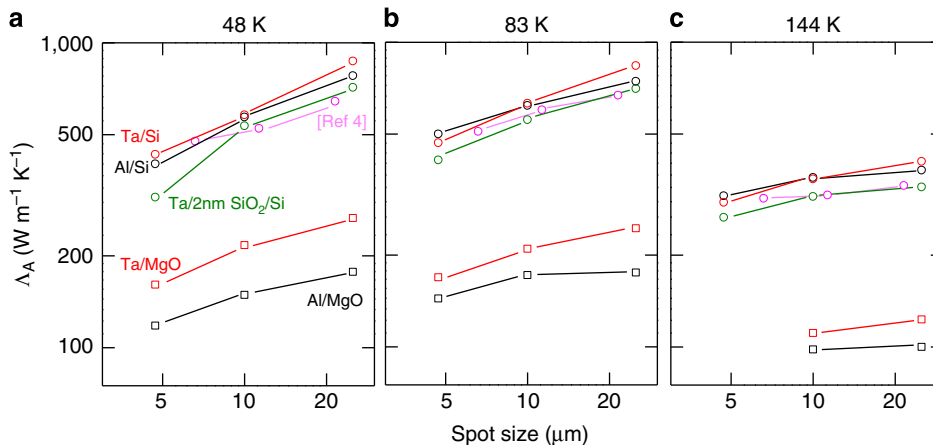 a
48 K
b
83 K
c
144 K
1,000
500
200
100
Λ_A (W m⁻¹ K⁻¹)
Ta/Si
Al/Si
[Ref 4]
Ta/2nm SiO₂/Si
Ta/MgO
Al/MgO
5 10 20
5 10 20
5 10 20
Spot size (μm)